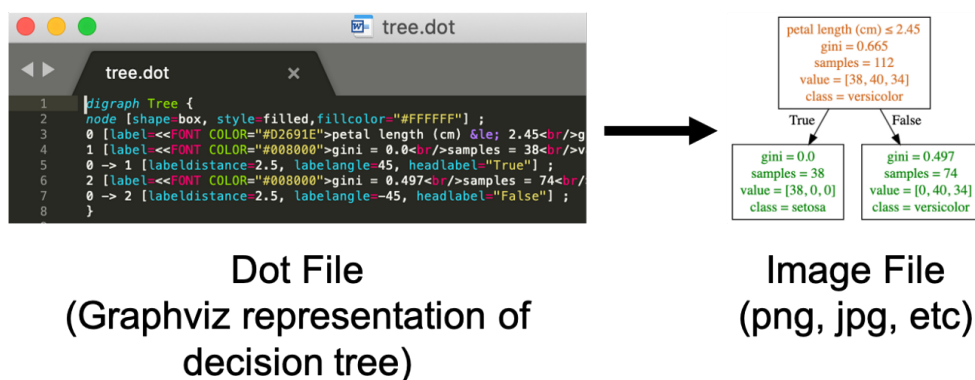 tree.dot
tree.dot ×
1 digraph Tree {
2 node [shape=box, style=filled,fillcolor="#FFFFFF"] ;
3 0 [label=<<FONT COLOR="#D2691E">petal length (cm) &le; 2.45<br/>g
4 1 [label=<<FONT COLOR="#008000">gini = 0.0<br/>samples = 38<br/>v
5 0 -> 1 [labeldistance=2.5, labelangle=45, headlabel="True"] ;
6 2 [label=<<FONT COLOR="#008000">gini = 0.497<br/>samples = 74<br/>
7 0 -> 2 [labeldistance=2.5, labelangle=-45, headlabel="False"] ;
8 }
petal length (cm) ≤ 2.45
gini = 0.665
samples = 112
value = [38, 40, 34]
class = versicolor
True
False
gini = 0.0
samples = 38
value = [38, 0, 0]
class = setosa
gini = 0.497
samples = 74
value = [0, 40, 34]
class = versicolor
Dot File
(Graphviz representation of
decision tree)
Image File
(png, jpg, etc)